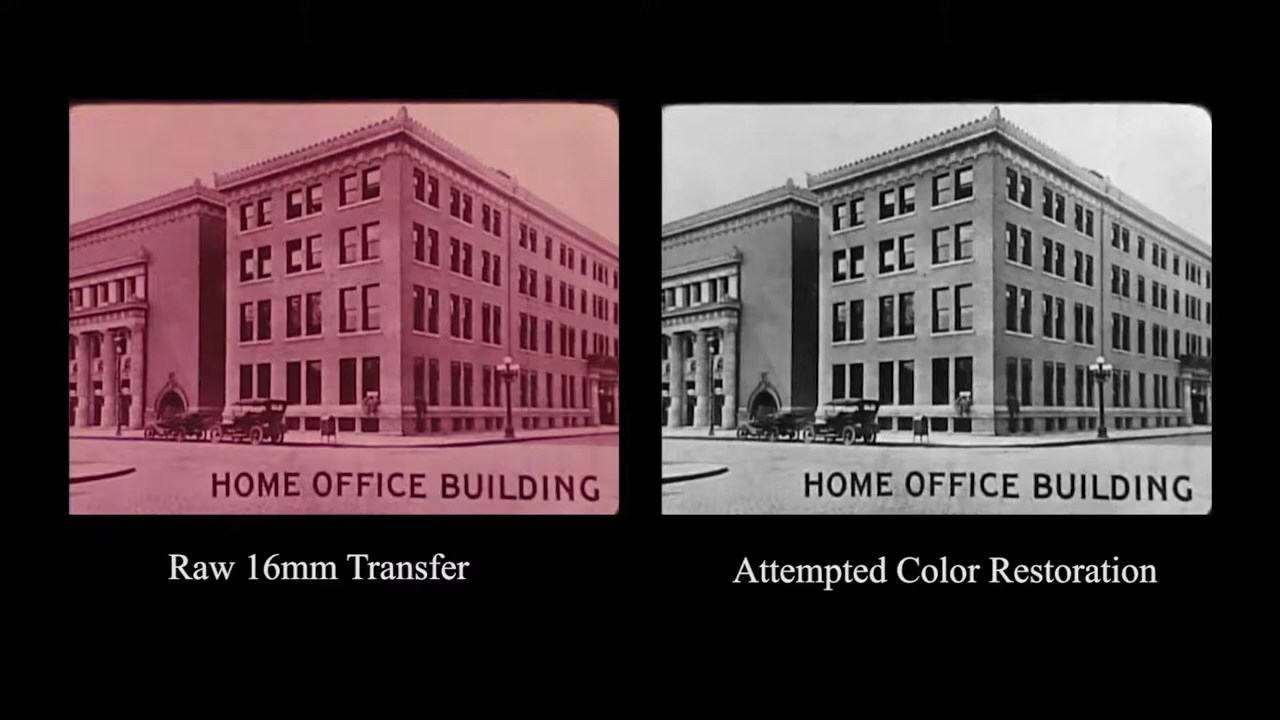 HOME OFFICE BUILDING
HOME OFFICE BUILDING
Raw 16mm Transfer
Attempted Color Restoration